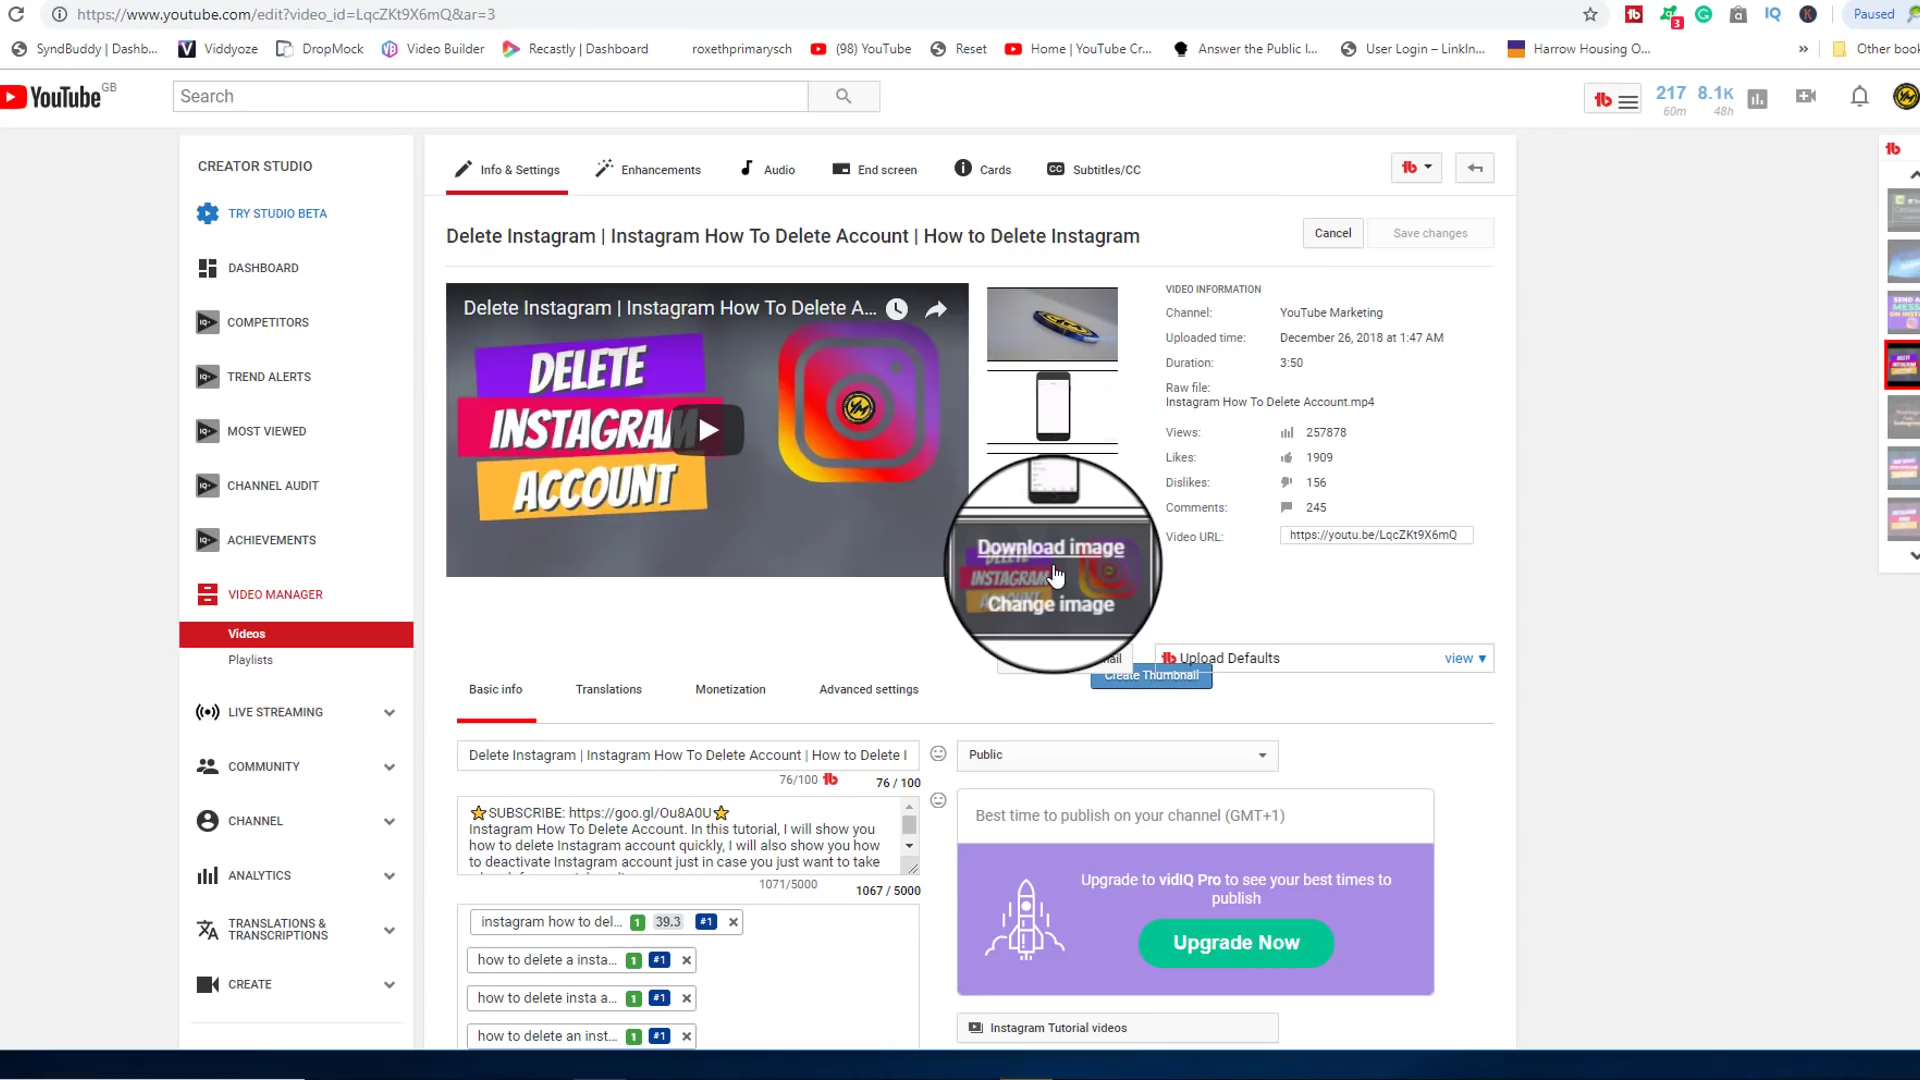 https://www.youtube.com/edit?video_id=LqcZKt9X6mQ&ar=3
3
IQ
K
Paused
SyndBuddy | Dashb...
Viddyoze
DropMock
Video Builder
Recastly | Dashboard
roxethprimarysch
(98) YouTube
Reset
Home | YouTube Cr...
Answer the Public I...
User Login – LinkIn...
Harrow Housing O...
»
Other book
YouTube GB
Search
217
60m
8.1K
48h
CREATOR STUDIO
TRY STUDIO BETA
DASHBOARD
COMPETITORS
TREND ALERTS
MOST VIEWED
CHANNEL AUDIT
ACHIEVEMENTS
VIDEO MANAGER
Videos
Playlists
LIVE STREAMING
COMMUNITY
CHANNEL
ANALYTICS
TRANSLATIONS &
TRANSCRIPTIONS
CREATE
Info & Settings
Enhancements
Audio
End screen
Cards
CC Subtitles/CC
Delete Instagram | Instagram How To Delete Account | How to Delete Instagram
Cancel
Save changes
Delete Instagram | Instagram How To Delete A...
DELETE
INSTAGRAM
ACCOUNT
YM
Download image
Change image
VIDEO INFORMATION
Channel: YouTube Marketing
Uploaded time: December 26, 2018 at 1:47 AM
Duration: 3:50
Raw file:
Instagram How To Delete Account.mp4
Views: 257878
Likes: 1909
Dislikes: 156
Comments: 245
Video URL: https://youtu.be/LqcZKt9X6mQ
Upload Defaults
view ▾
Create Thumbnail
Basic info
Translations
Monetization
Advanced settings
Delete Instagram | Instagram How To Delete Account | How to Delete I
76/100
76 / 100
Public
⭐SUBSCRIBE: https://goo.gl/Ou8A0U⭐
Instagram How To Delete Account. In this tutorial, I will show you
how to delete Instagram account quickly, I will also show you how
to deactivate Instagram account just in case you just want to take
1071/5000
1067 / 5000
instagram how to del... 1 39.3 #1
how to delete a insta... 1 #1
how to delete insta a... 1 #1
how to delete an inst... 1 #1
Best time to publish on your channel (GMT+1)
Upgrade to vidIQ Pro to see your best times to
publish
Upgrade Now
Instagram Tutorial videos